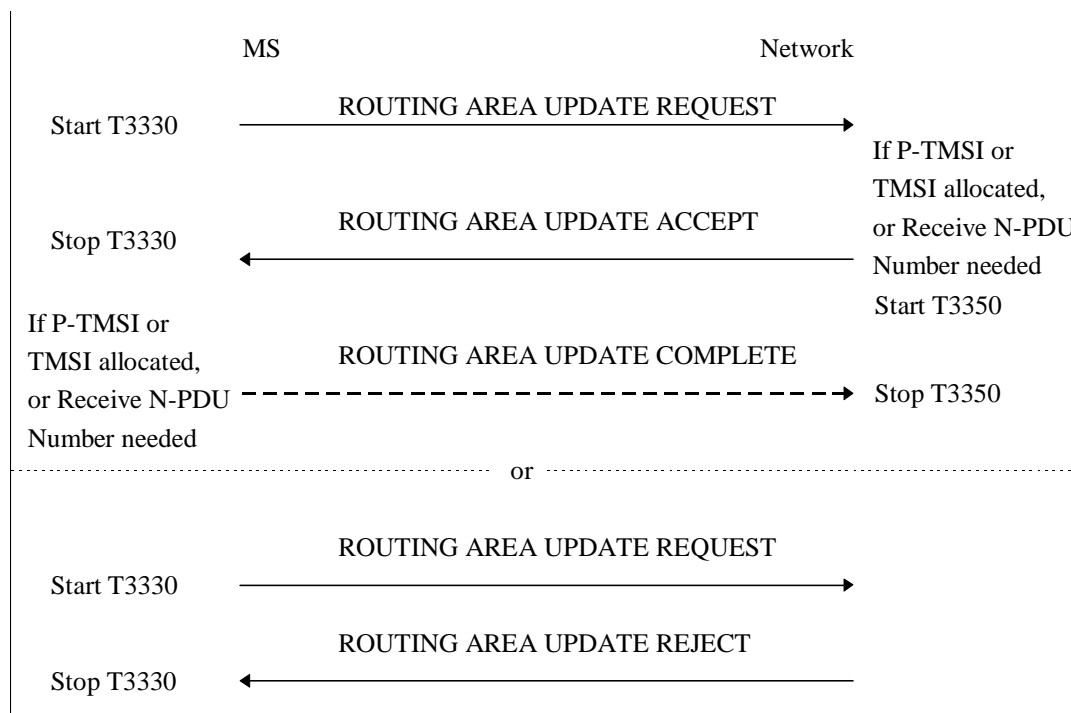 MS
Network
ROUTING AREA UPDATE REQUEST
Start T3330
If P-TMSI or
TMSI allocated,
or Receive N-PDU
Number needed
Start T3350
ROUTING AREA UPDATE ACCEPT
Stop T3330
If P-TMSI or
TMSI allocated,
or Receive N-PDU
Number needed
ROUTING AREA UPDATE COMPLETE
Stop T3350
or
ROUTING AREA UPDATE REQUEST
Start T3330
ROUTING AREA UPDATE REJECT
Stop T3330